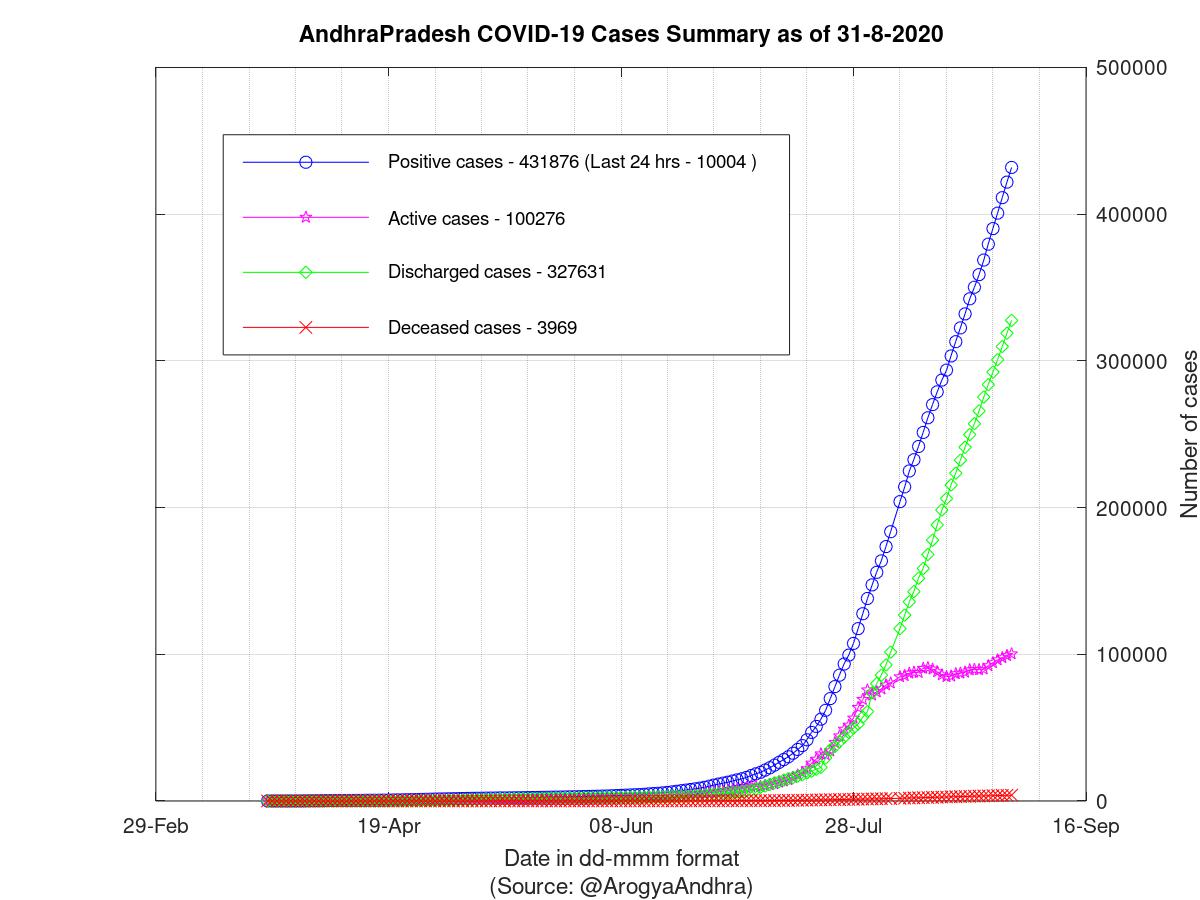 AndhraPradesh COVID-19 Cases Summary as of 31-8-2020
500000
Positive cases - 431876 (Last 24 hrs - 10004 )
400000
Active cases - 100276
Discharged cases - 327631
Deceased cases - 3969
300000
Number of cases
200000
100000
0
29-Feb 19-Apr 08-Jun 28-Jul 16-Sep
Date in dd-mmm format
(Source: @ArogyaAndhra)